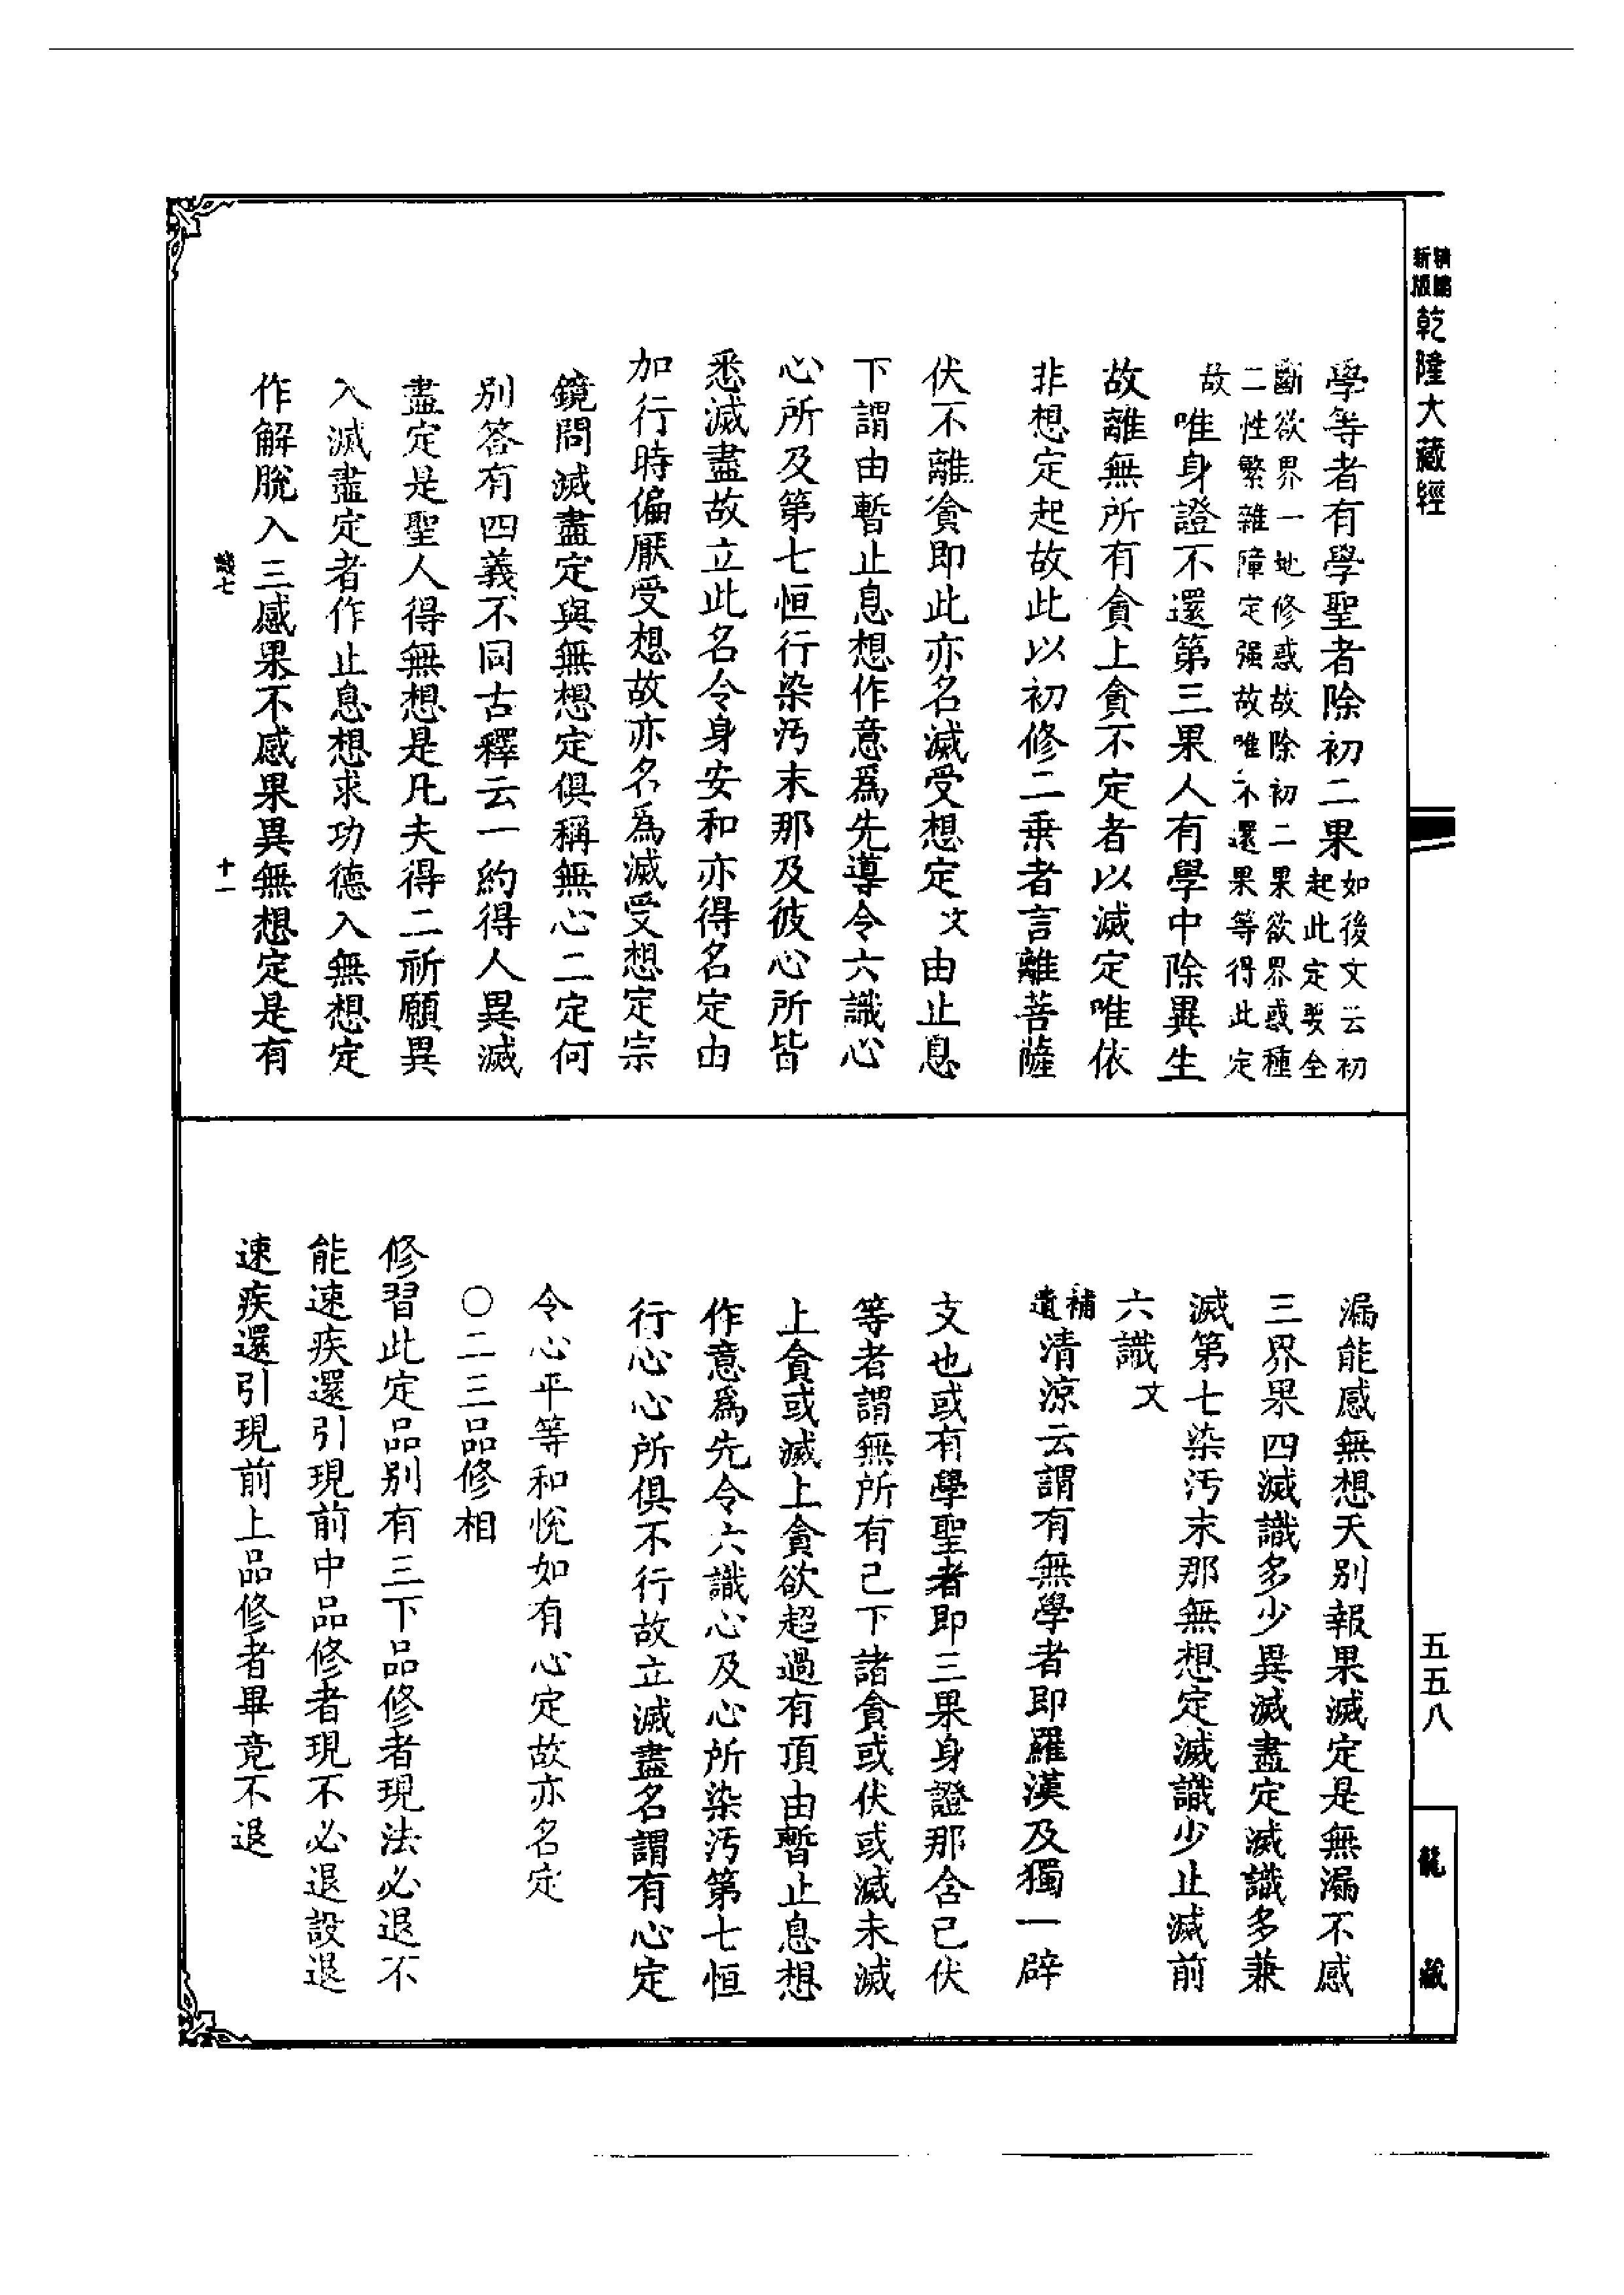 精編新版
乾隆大藏經
學等者有學聖者除初二果如後文云初起此定要全
斷欲界一地修惑故除初二果欲界惑種二性繁雜障定强故唯不還果等得此定
故唯身證不還第三果人有學中除異生
故離無所有貪上貪不定者以滅定唯依
非想定起故此以初修二乘者言離菩薩
伏不離貪即此亦名滅受想定文由止息
下謂由暫止息想作意爲先導令六識心
心所及第七恒行染汚末那及彼心所皆
悉滅盡故立此名令身安和亦得名定由
加行時偏厭受想故亦名爲滅受想定宗
鏡問滅盡定與無想定俱稱無心二定何
别答有四義不同古釋云一約得人異滅
盡定是聖人得無想是凡夫得二祈願異
入滅盡定者作止息想求功德入無想定
作解脫入三感果不感果異無想定是有
十一
漏能感無想天别報果滅定是無漏不感
三界果四滅識多少異滅盡定滅識多兼
滅第七染汚末那無想定滅識少止滅前
六識文
補遺清涼云謂有無學者即羅漢及獨一辟
支也或有學聖者即三果身證那含已伏
等者謂無所有已下諸貪或伏或滅未滅
上貪或滅上貪欲超過有頂由暫止息想
作意爲先令六識心及心所染汚第七恒
行心心所俱不行故立滅盡名謂有心定
令心平等和悅如有心定故亦名定
○二三品修相
修習此定品别有三下品修者現法必退不
能速疾還引現前中品修者現不必退設退
速疾還引現前上品修者畢竟不退
五五八
龍藏